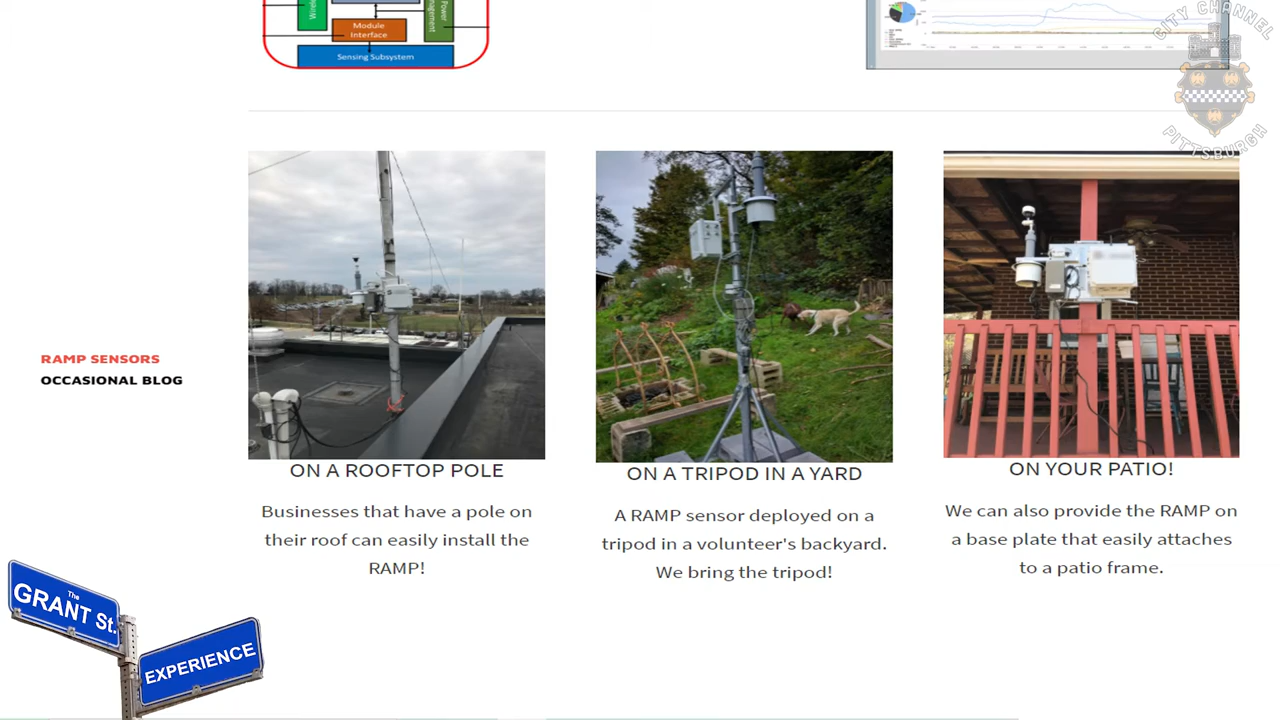 Power
Management
Module
Interface
Sensing Subsystem
CITY CHANNEL
PITTSBURGH
RAMP SENSORS
OCCASIONAL BLOG
ON A ROOFTOP POLE
Businesses that have a pole on
their roof can easily install the
RAMP!
ON A TRIPOD IN A YARD
A RAMP sensor deployed on a
tripod in a volunteer's backyard.
We bring the tripod!
ON YOUR PATIO!
We can also provide the RAMP on
a base plate that easily attaches
to a patio frame.
The
GRANT St.
EXPERIENCE